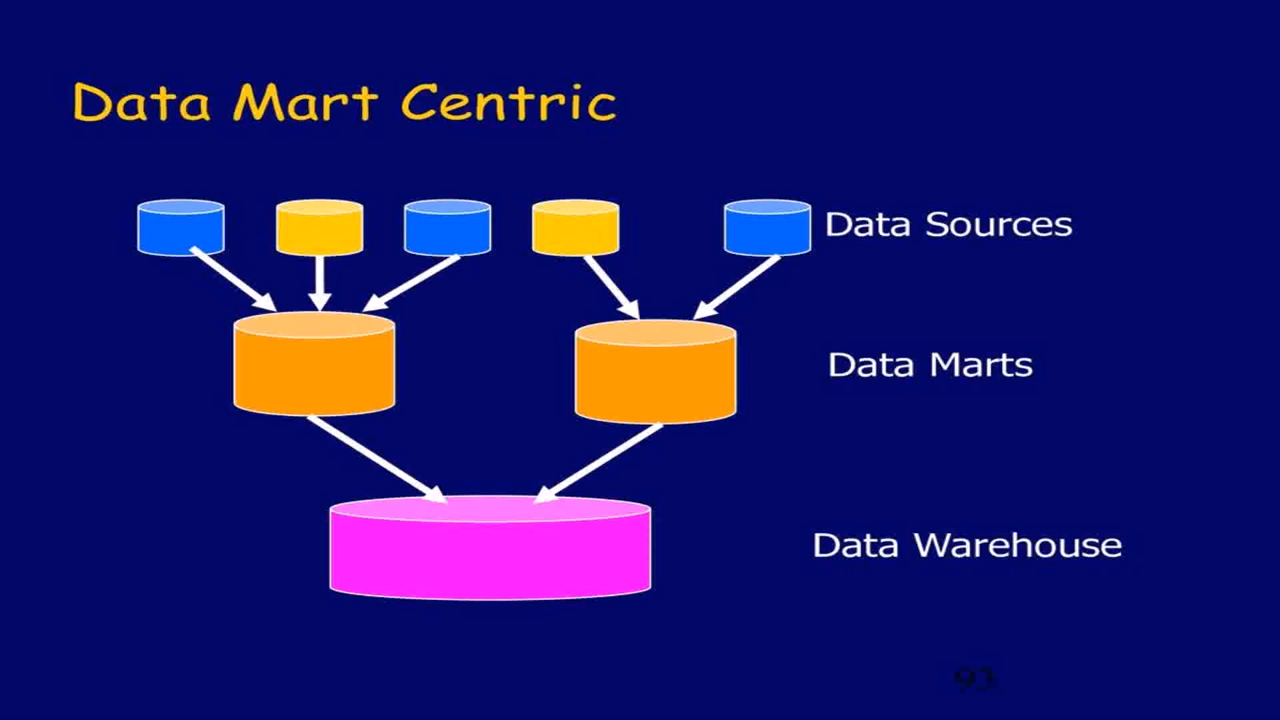 Data Mart Centric
Data Sources
Data Marts
Data Warehouse
93